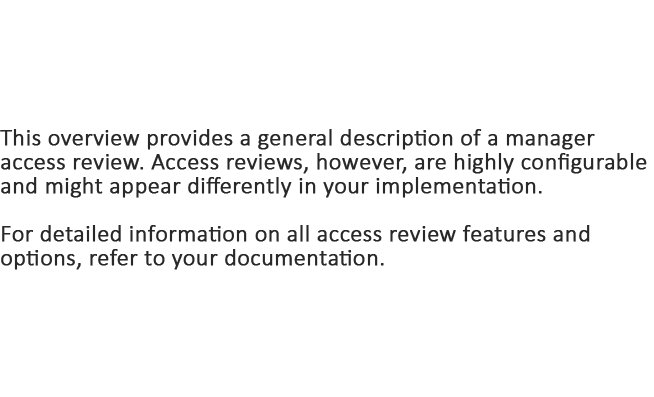 This overview provides a general description of a manager
access review. Access reviews, however, are highly configurable
and might appear differently in your implementation.
For detailed information on all access review features and
options, refer to your documentation.